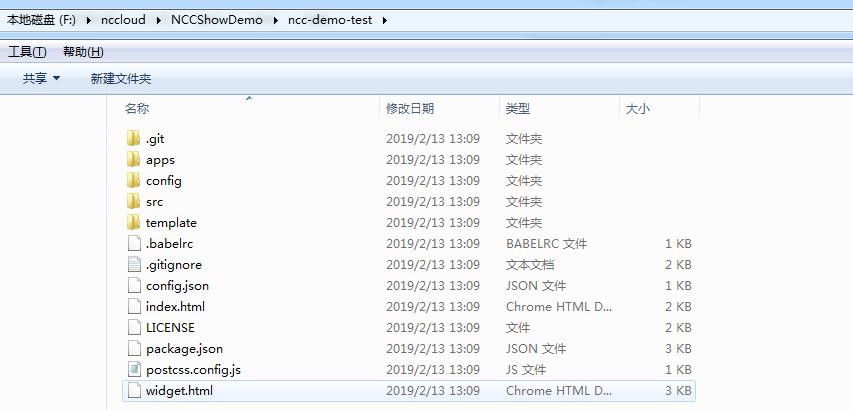 本地磁盘 (F:) ▸ nccloud ▸ NCCShowDemo ▸ ncc-demo-test ▸
工具(T) 帮助(H)
共享 ▼ 新建文件夹
名称 修改日期 类型 大小
.git 2019/2/13 13:09 文件夹
apps 2019/2/13 13:09 文件夹
config 2019/2/13 13:09 文件夹
src 2019/2/13 13:09 文件夹
template 2019/2/13 13:09 文件夹
.babelrc 2019/2/13 13:09 BABELRC 文件 1 KB
.gitignore 2019/2/13 13:09 文本文档 1 KB
config.json 2019/2/13 13:09 JSON 文件 1 KB
index.html 2019/2/13 13:09 Chrome HTML D... 2 KB
LICENSE 2019/2/13 13:09 文件 2 KB
package.json 2019/2/13 13:09 JSON 文件 3 KB
postcss.config.js 2019/2/13 13:09 JS 文件 1 KB
widget.html 2019/2/13 13:09 Chrome HTML D... 3 KB